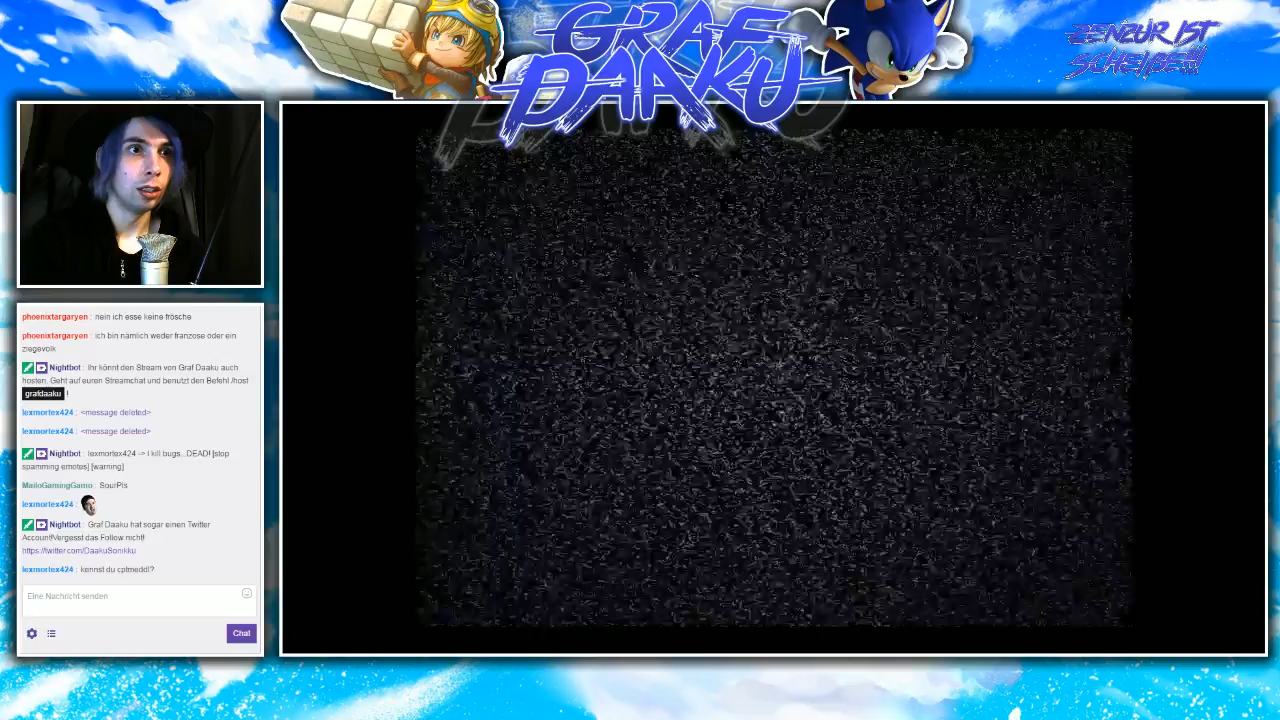 GRAF
DAAKU
ZENZUR IST
SCHEIßE!!!
phoenixtargaryen : nein ich esse keine frösche
phoenixtargaryen : ich bin nämlich weder franzose oder ein
ziegevolk
Nightbot : Ihr könnt den Stream von Graf Daaku auch
hosten. Geht auf euren Streamchat und benutzt den Befehl /host
grafdaaku !
lexmortex424 : <message deleted>
lexmortex424 : <message deleted>
Nightbot : lexmortex424 -> i kill bugs...DEAD! [stop
spamming emotes] [warning]
MailoGamingGamo : SourPls
lexmortex424 :
Nightbot : Graf Daaku hat sogar einen Twitter
Account!Vergesst das Follow nicht!
https://twitter.com/DaakuSonikku
lexmortex424 : kennst du cptmeddl?
Eine Nachricht senden
Chat